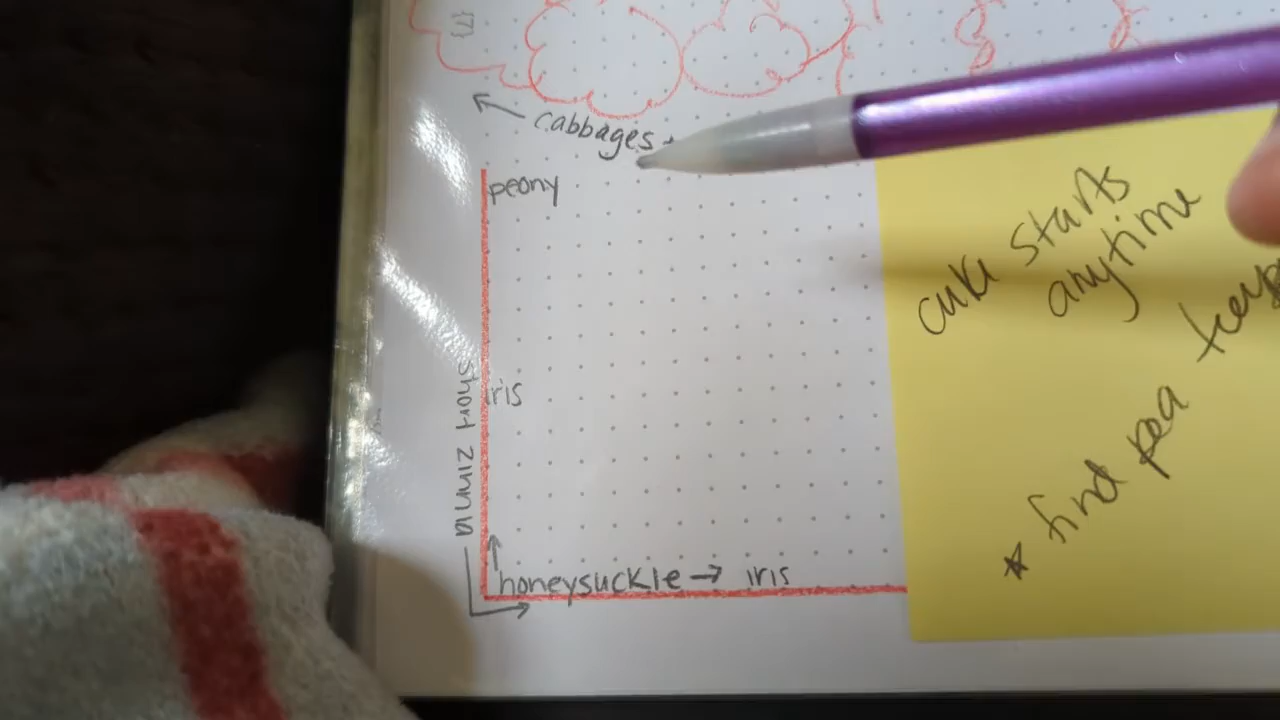 cabbages
peony
iris
short zinnia
honeysuckle → iris
cuke starts
anytime
* find pea